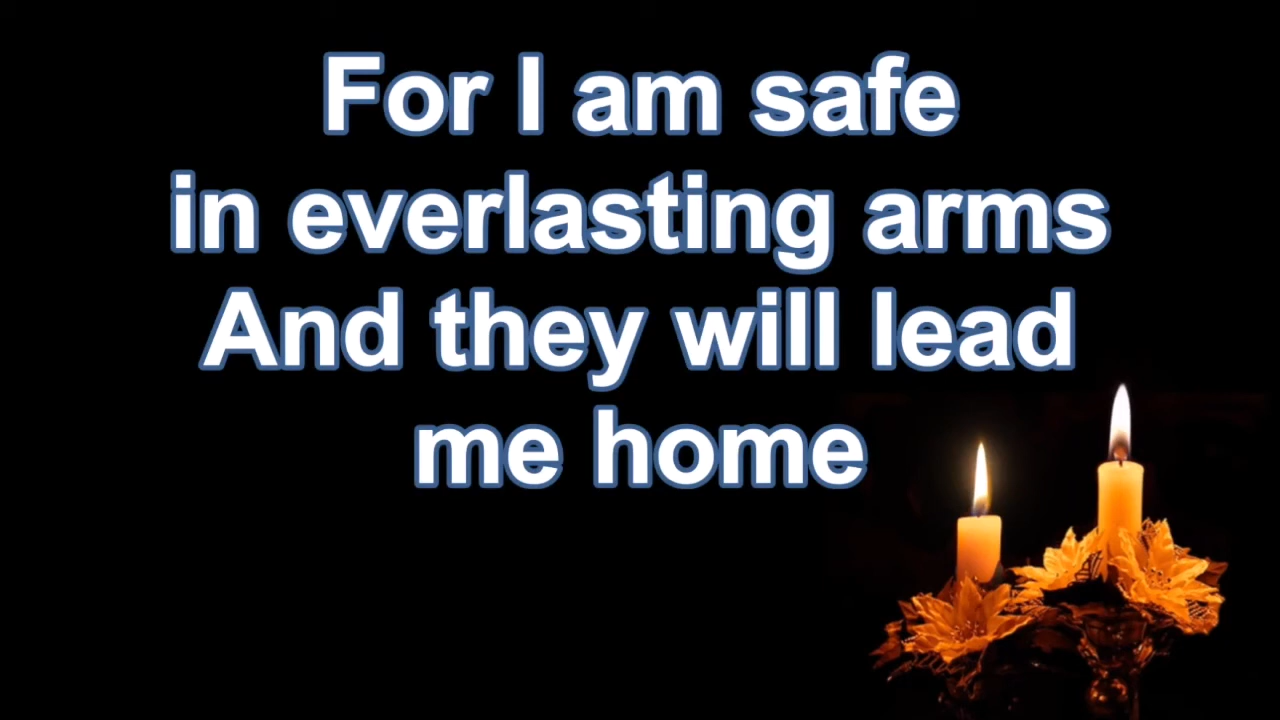 For I am safe
in everlasting arms
And they will lead
me home